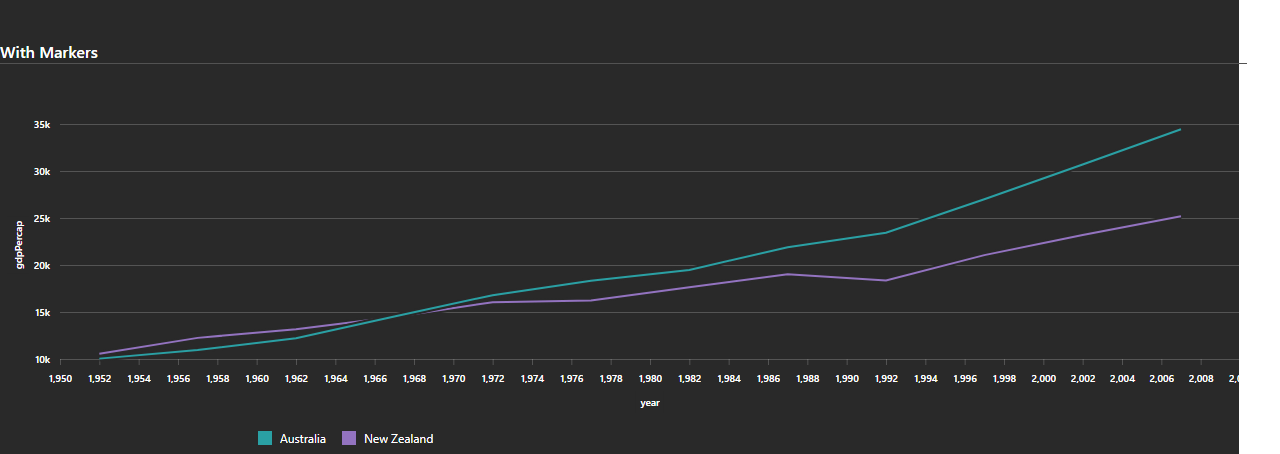 With Markers
35k
30k
25k
20k
15k
10k
gdpPercap
1,950 1,952 1,954 1,956 1,958 1,960 1,962 1,964 1,966 1,968 1,970 1,972 1,974 1,976 1,978 1,980 1,982 1,984 1,986 1,988 1,990 1,992 1,994 1,996 1,998 2,000 2,002 2,004 2,006 2,008
year
Australia New Zealand